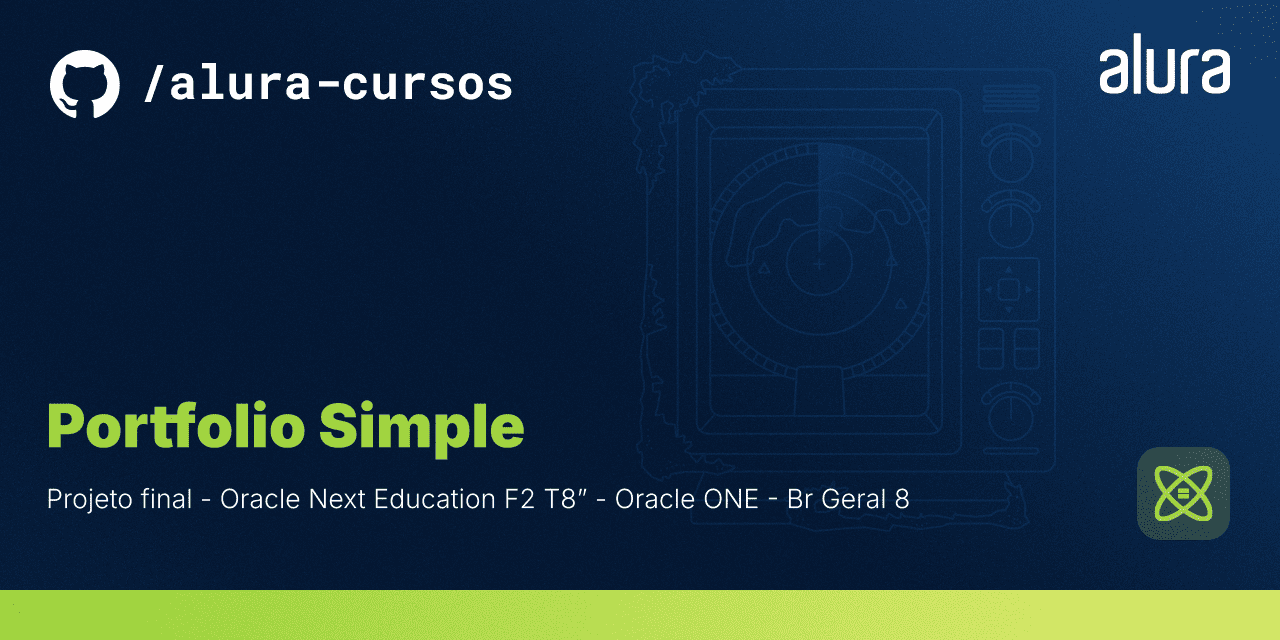 /alura-cursos
alura
Portfolio Simple
Projeto final - Oracle Next Education F2 T8” - Oracle ONE - Br Geral 8